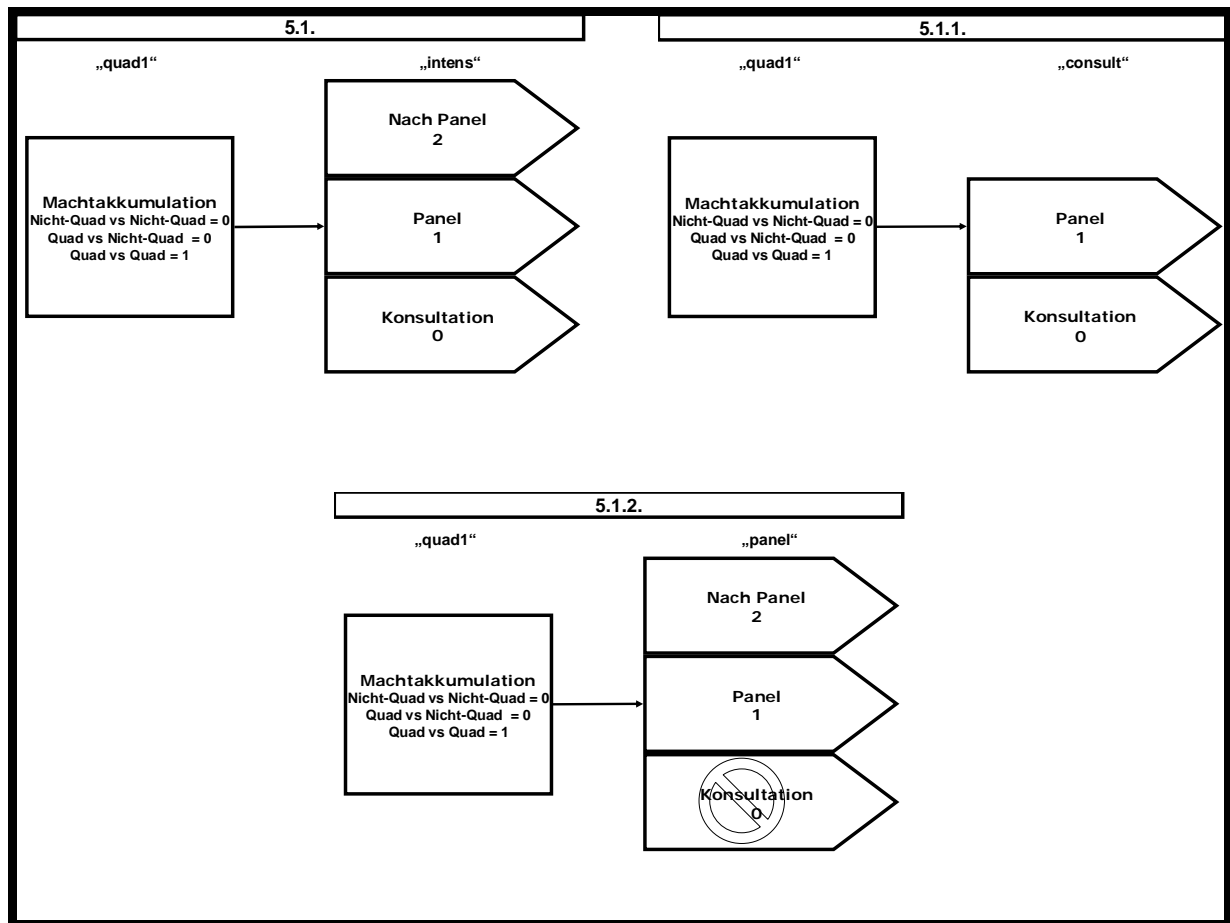 5.1.
„quad1“
„intens“
Machtakkumulation
Nicht-Quad vs Nicht-Quad = 0
Quad vs Nicht-Quad = 0
Quad vs Quad = 1
Nach Panel
2
Panel
1
Konsultation
0
5.1.1.
„quad1“
„consult“
Machtakkumulation
Nicht-Quad vs Nicht-Quad = 0
Quad vs Nicht-Quad = 0
Quad vs Quad = 1
Panel
1
Konsultation
0
5.1.2.
„quad1“
„panel“
Machtakkumulation
Nicht-Quad vs Nicht-Quad = 0
Quad vs Nicht-Quad = 0
Quad vs Quad = 1
Nach Panel
2
Panel
1
Konsultation
0